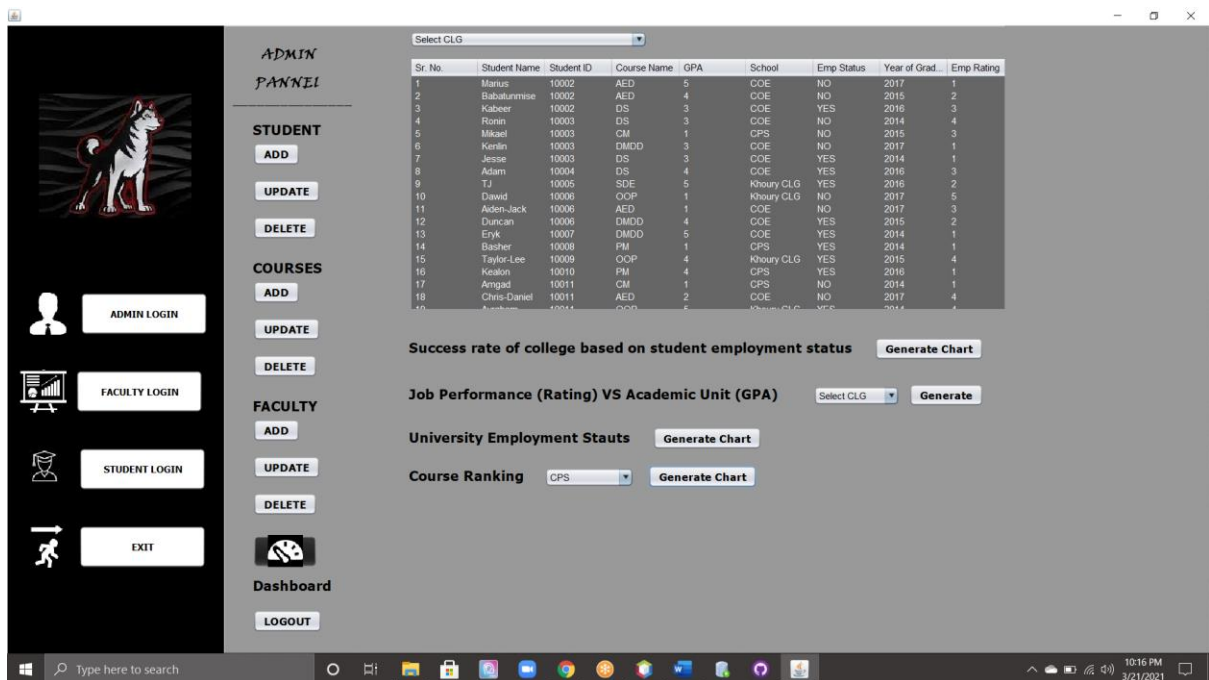 ADMIN
PANNEL
STUDENT
ADD
UPDATE
DELETE
COURSES
ADD
UPDATE
DELETE
FACULTY
ADD
UPDATE
DELETE
Dashboard
LOGOUT
ADMIN LOGIN
FACULTY LOGIN
STUDENT LOGIN
EXIT
Select CLG
Sr. No. Student Name Student ID Course Name GPA School Emp Status Year of Grad... Emp Rating
1 Marius 10002 AED 5 COE NO 2017 1
2 Babatunmise 10002 AED 4 COE NO 2015 2
3 Kabeer 10002 DS 3 COE YES 2016 3
4 Ronin 10003 DS 3 COE NO 2014 4
5 Mikael 10003 CM 1 CPS NO 2015 3
6 Kenlin 10003 DMDD 3 COE NO 2017 1
7 Jesse 10003 DS 3 COE YES 2014 1
8 Adam 10004 DS 4 COE YES 2016 3
9 TJ 10005 SDE 5 Khoury CLG YES 2016 2
10 Dawid 10006 OOP 1 Khoury CLG NO 2017 5
11 Aiden-Jack 10006 AED 1 COE NO 2017 3
12 Duncan 10006 DMDD 4 COE YES 2015 2
13 Eryk 10007 DMDD 5 COE YES 2014 1
14 Basher 10008 PM 1 CPS YES 2014 1
15 Taylor-Lee 10009 OOP 4 Khoury CLG YES 2015 4
16 Kealon 10010 PM 4 CPS YES 2016 1
17 Amgad 10011 CM 1 CPS NO 2014 1
18 Chris-Daniel 10011 AED 2 COE NO 2017 4
Success rate of college based on student employment status Generate Chart
Job Performance (Rating) VS Academic Unit (GPA) Select CLG Generate
University Employment Stauts Generate Chart
Course Ranking CPS Generate Chart
Type here to search
10:16 PM
3/21/2021